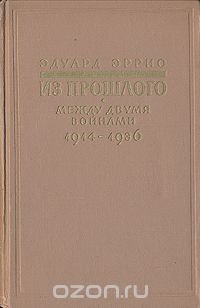 ЭДУАРД ЭРРИО
ИЗ ПРОШЛОГО
МЕЖДУ ДВУМЯ
ВОЙНАМИ
1914-1936
OZON.ru